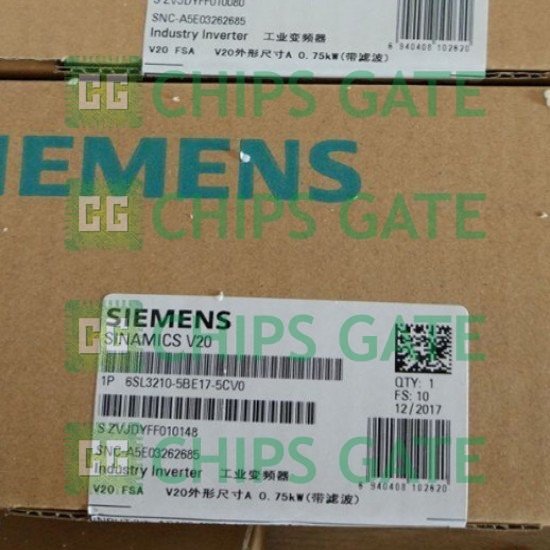 S ZVJDYFF010080
SNC-A5E03262685
Industry Inverter 工业变频器
V20 FSA V20外形尺寸A 0.75kW(带滤波)
6 940408 102620
CHIPS GATE
SIEMENS
CHIPS GATE
SIEMENS
SINAMICS V20
CHIPS GATE
1P 6SL3210-5BE17-5CV0
QTY: 1
FS: 10
12/2017
S ZVJDYFF010148
SNC-A5E03262685
CHIPS GATE
Industry Inverter 工业变频器
V20 FSA V20外形尺寸A 0.75kW(带滤波)
6 940408 102620